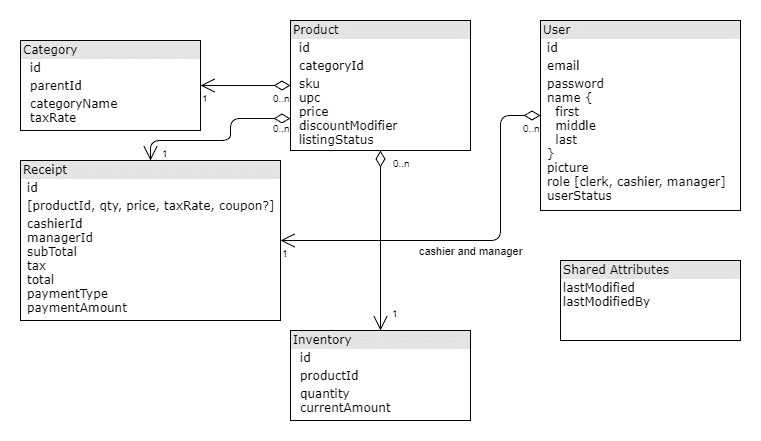 Category
id
parentId
categoryName
taxRate
Product
id
categoryId
sku
upc
price
discountModifier
listingStatus
User
id
email
password
name {
first
middle
last
}
picture
role [clerk, cashier, manager]
userStatus
1
0..n
0..n
1
0..n
0..n
Receipt
id
[productId, qty, price, taxRate, coupon?]
cashierId
managerId
subTotal
tax
total
paymentType
paymentAmount
1
cashier and manager
Shared Attributes
lastModified
lastModifiedBy
1
Inventory
id
productId
quantity
currentAmount